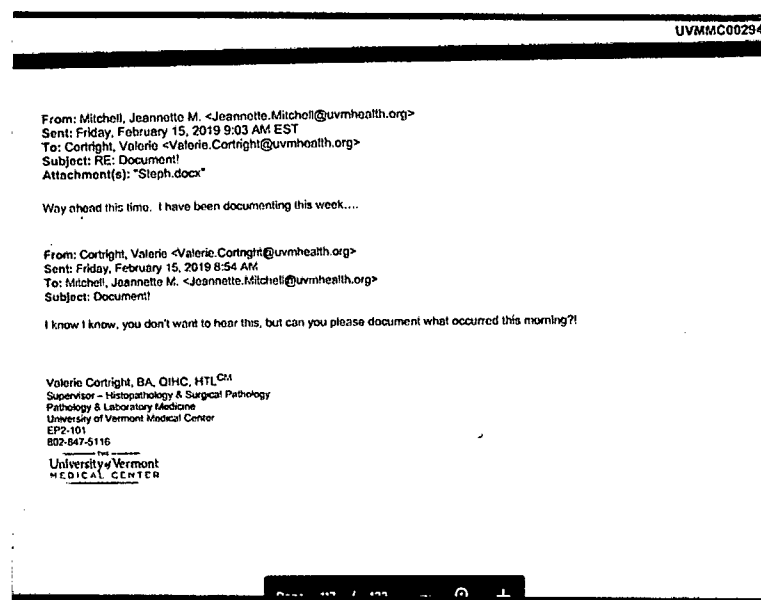 UVMMC00294
From: Mitchell, Jeannette M. <Jeannette.Mitchell@uvmhealth.org>
Sent: Friday, February 15, 2019 9:03 AM EST
To: Cortright, Valerie <Valerie.Cortright@uvmhealth.org>
Subject: RE: Document!
Attachment(s): "Steph.docx"
Way ahead this time. I have been documenting this week....
From: Cortright, Valerie <Valerie.Cortright@uvmhealth.org>
Sent: Friday, February 15, 2019 8:54 AM
To: Mitchell, Jeannette M. <Jeannette.Mitchell@uvmhealth.org>
Subject: Document!
I know I know, you don't want to hear this, but can you please document what occurred this morning?!
Valerie Cortright, BA, QIHC, HTL CM
Supervisor – Histopathology & Surgical Pathology
Pathology & Laboratory Medicine
University of Vermont Medical Center
EP2-101
802-847-5116
THE
University of Vermont
MEDICAL CENTER